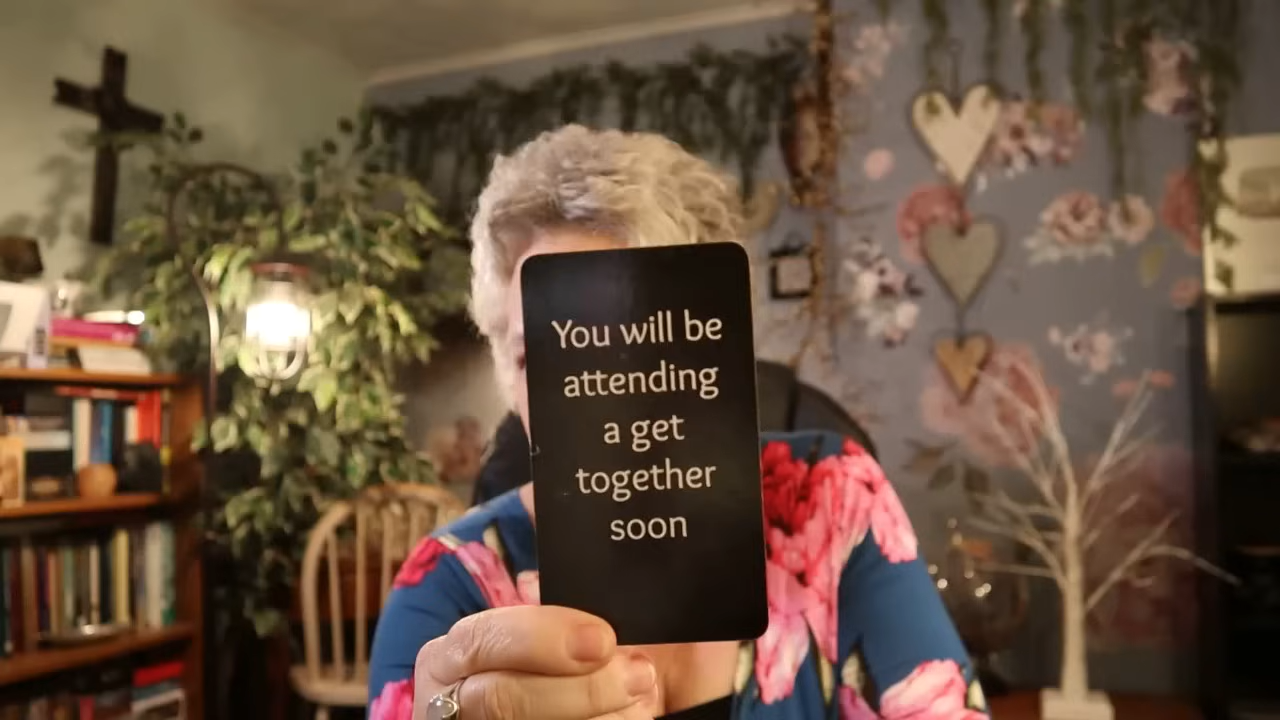 You will be
attending
a get
together
soon